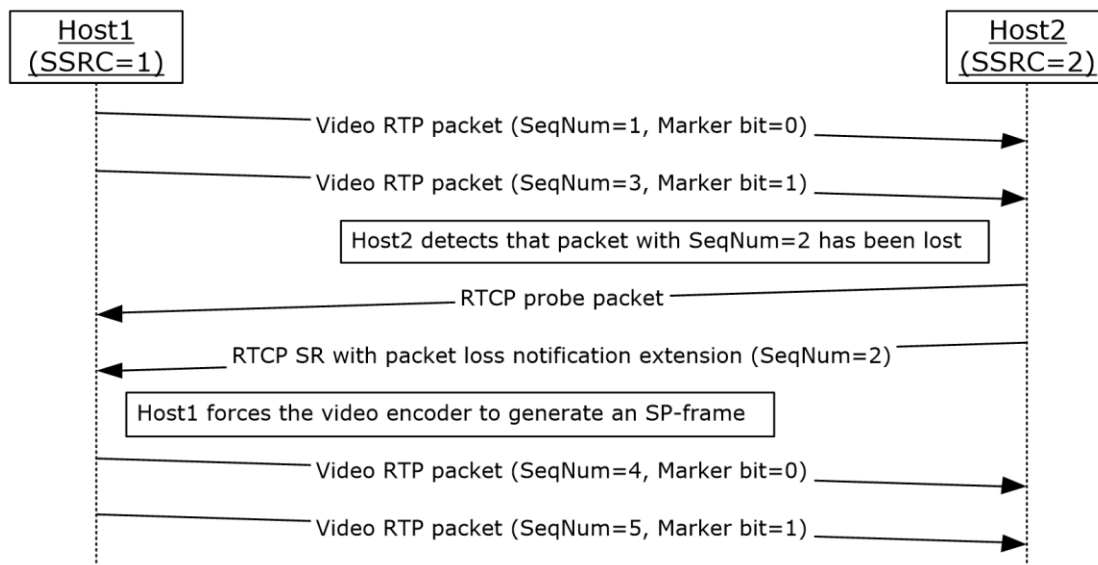 Host1
(SSRC=1)
Host2
(SSRC=2)
Video RTP packet (SeqNum=1, Marker bit=0)
Video RTP packet (SeqNum=3, Marker bit=1)
Host2 detects that packet with SeqNum=2 has been lost
RTCP probe packet
RTCP SR with packet loss notification extension (SeqNum=2)
Host1 forces the video encoder to generate an SP-frame
Video RTP packet (SeqNum=4, Marker bit=0)
Video RTP packet (SeqNum=5, Marker bit=1)